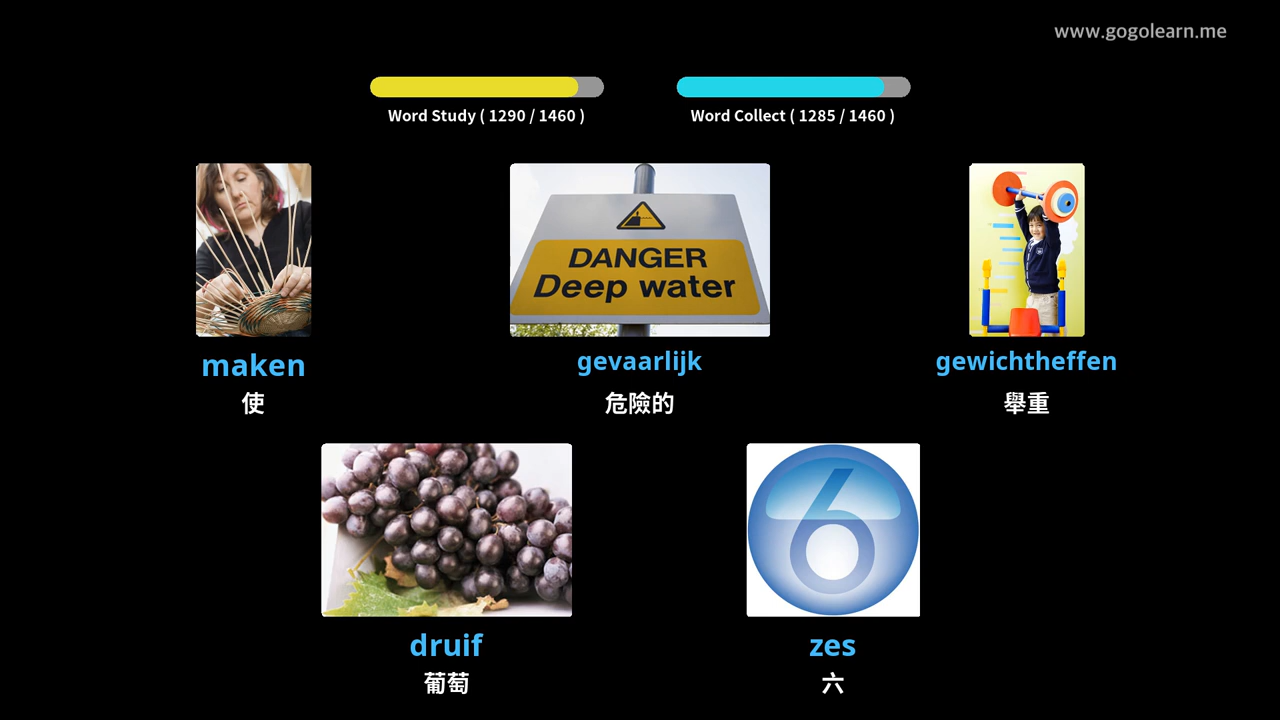 www.gogolearn.me
Word Study ( 1290 / 1460 )
Word Collect ( 1285 / 1460 )
DANGER
Deep water
maken
使
gevaarlijk
危險的
gewichtheffen
舉重
6
druif
葡萄
zes
六